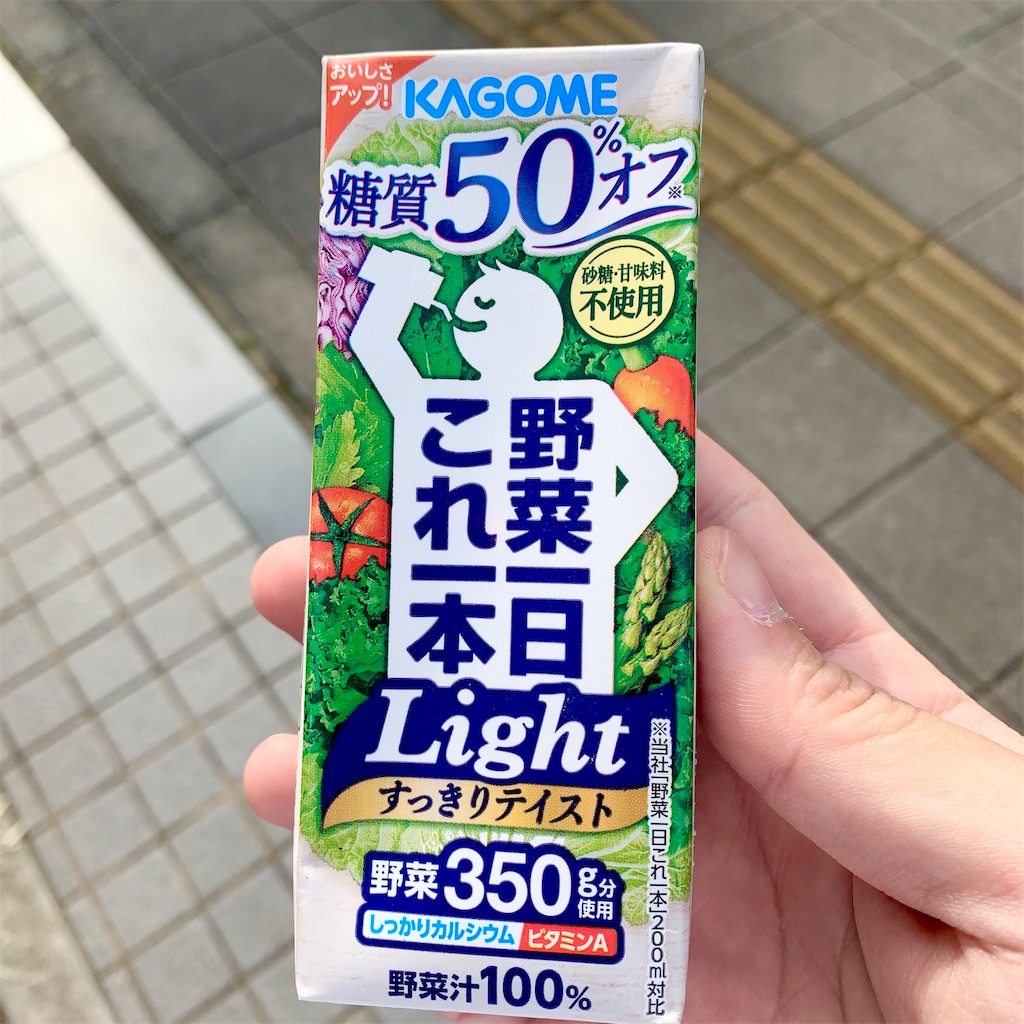 おいしさ
アップ!
KAGOME
糖質50%オフ※
砂糖・甘味料
不使用
野菜一日
これ一本
Light
すっきりテイスト
野菜350g分
使用
しっかりカルシウム ビタミンA
野菜汁100%
※当社「野菜一日これ一本」200ml対比